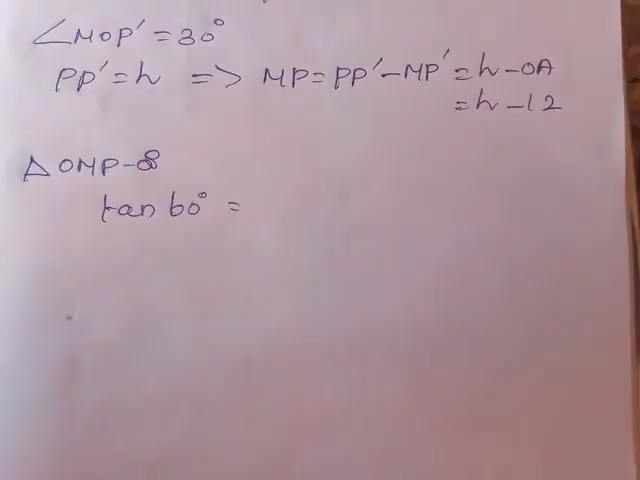 ∠MOP' = 30°
PP' = h => MP = PP' - MP' = h - OA
= h - 12
△ OMP - ಠ
tan 60° =